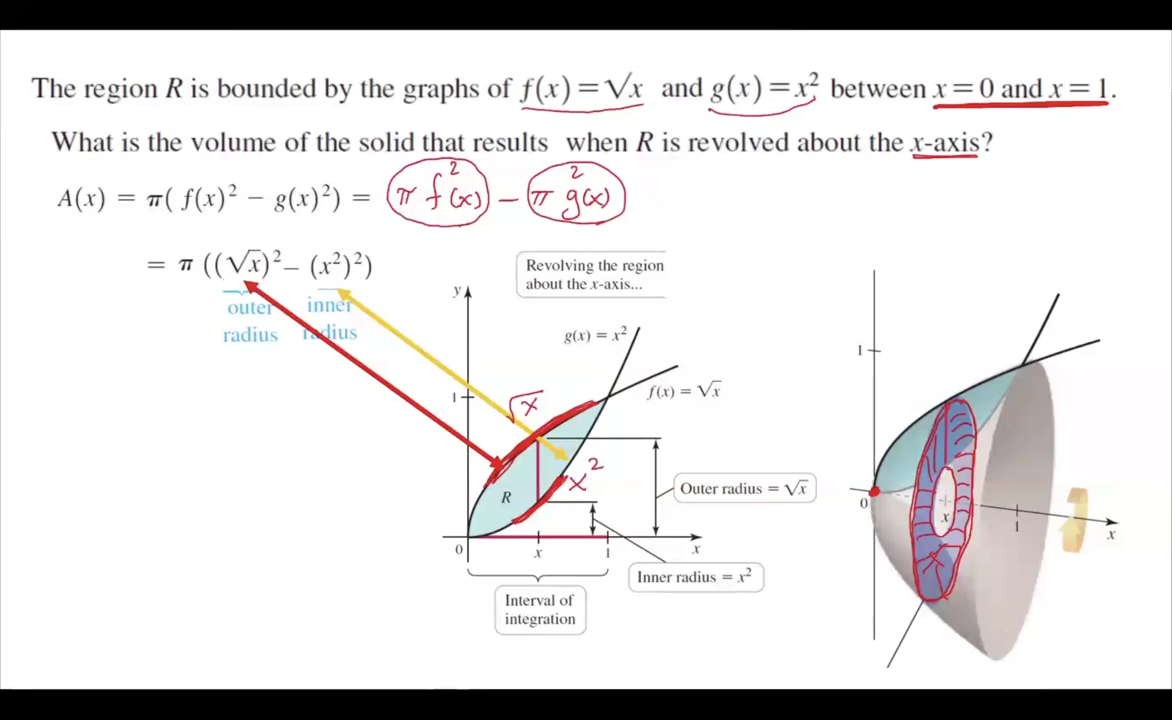 The region R is bounded by the graphs of f(x) = √x and g(x) = x² between x = 0 and x = 1.
What is the volume of the solid that results when R is revolved about the x-axis?
A(x) = π( f(x)² − g(x)²) = π f²(x) − π g²(x)
= π ((√x)² − (x²)²)
outer inner
radius radius
Revolving the region
about the x-axis...
y
g(x) = x²
f(x) = √x
1
√x
x²
R
Outer radius = √x
0
x
1
x
Inner radius = x²
Interval of
integration
1
0
x
1
x